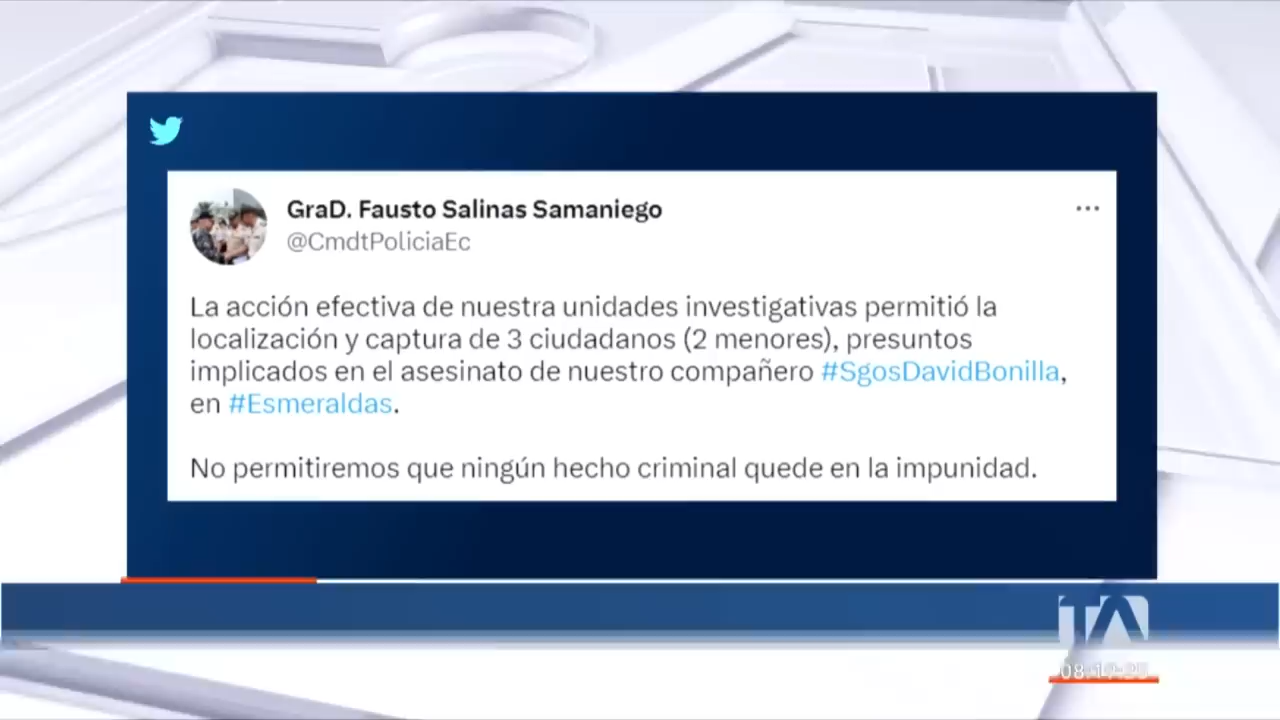 GraD. Fausto Salinas Samaniego
@CmdtPoliciaEc
La acción efectiva de nuestra unidades investigativas permitió la
localización y captura de 3 ciudadanos (2 menores), presuntos
implicados en el asesinato de nuestro compañero #SgosDavidBonilla,
en #Esmeraldas.
No permitiremos que ningún hecho criminal quede en la impunidad.
TA